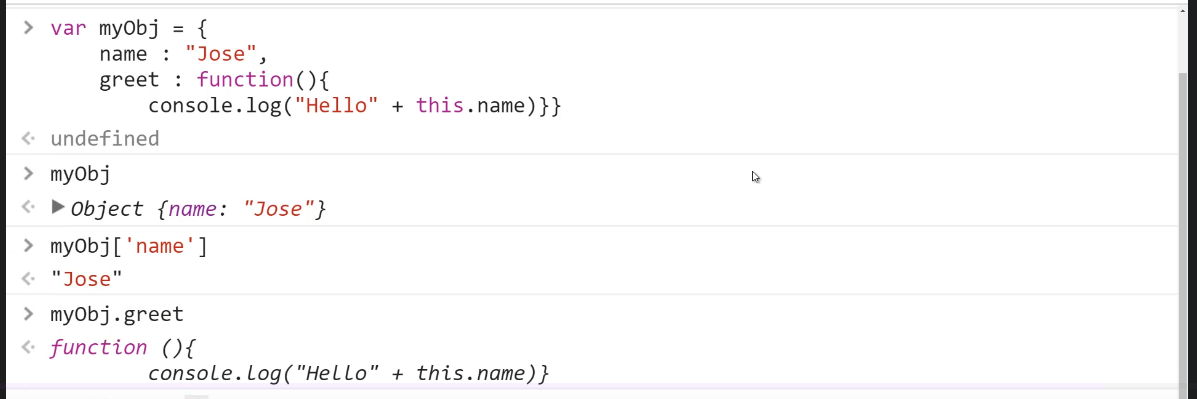 > var myObj = {
name : "Jose",
greet : function(){
console.log("Hello" + this.name)}}
undefined
> myObj
Object {name: "Jose"}
> myObj['name']
"Jose"
> myObj.greet
function (){
console.log("Hello" + this.name)}